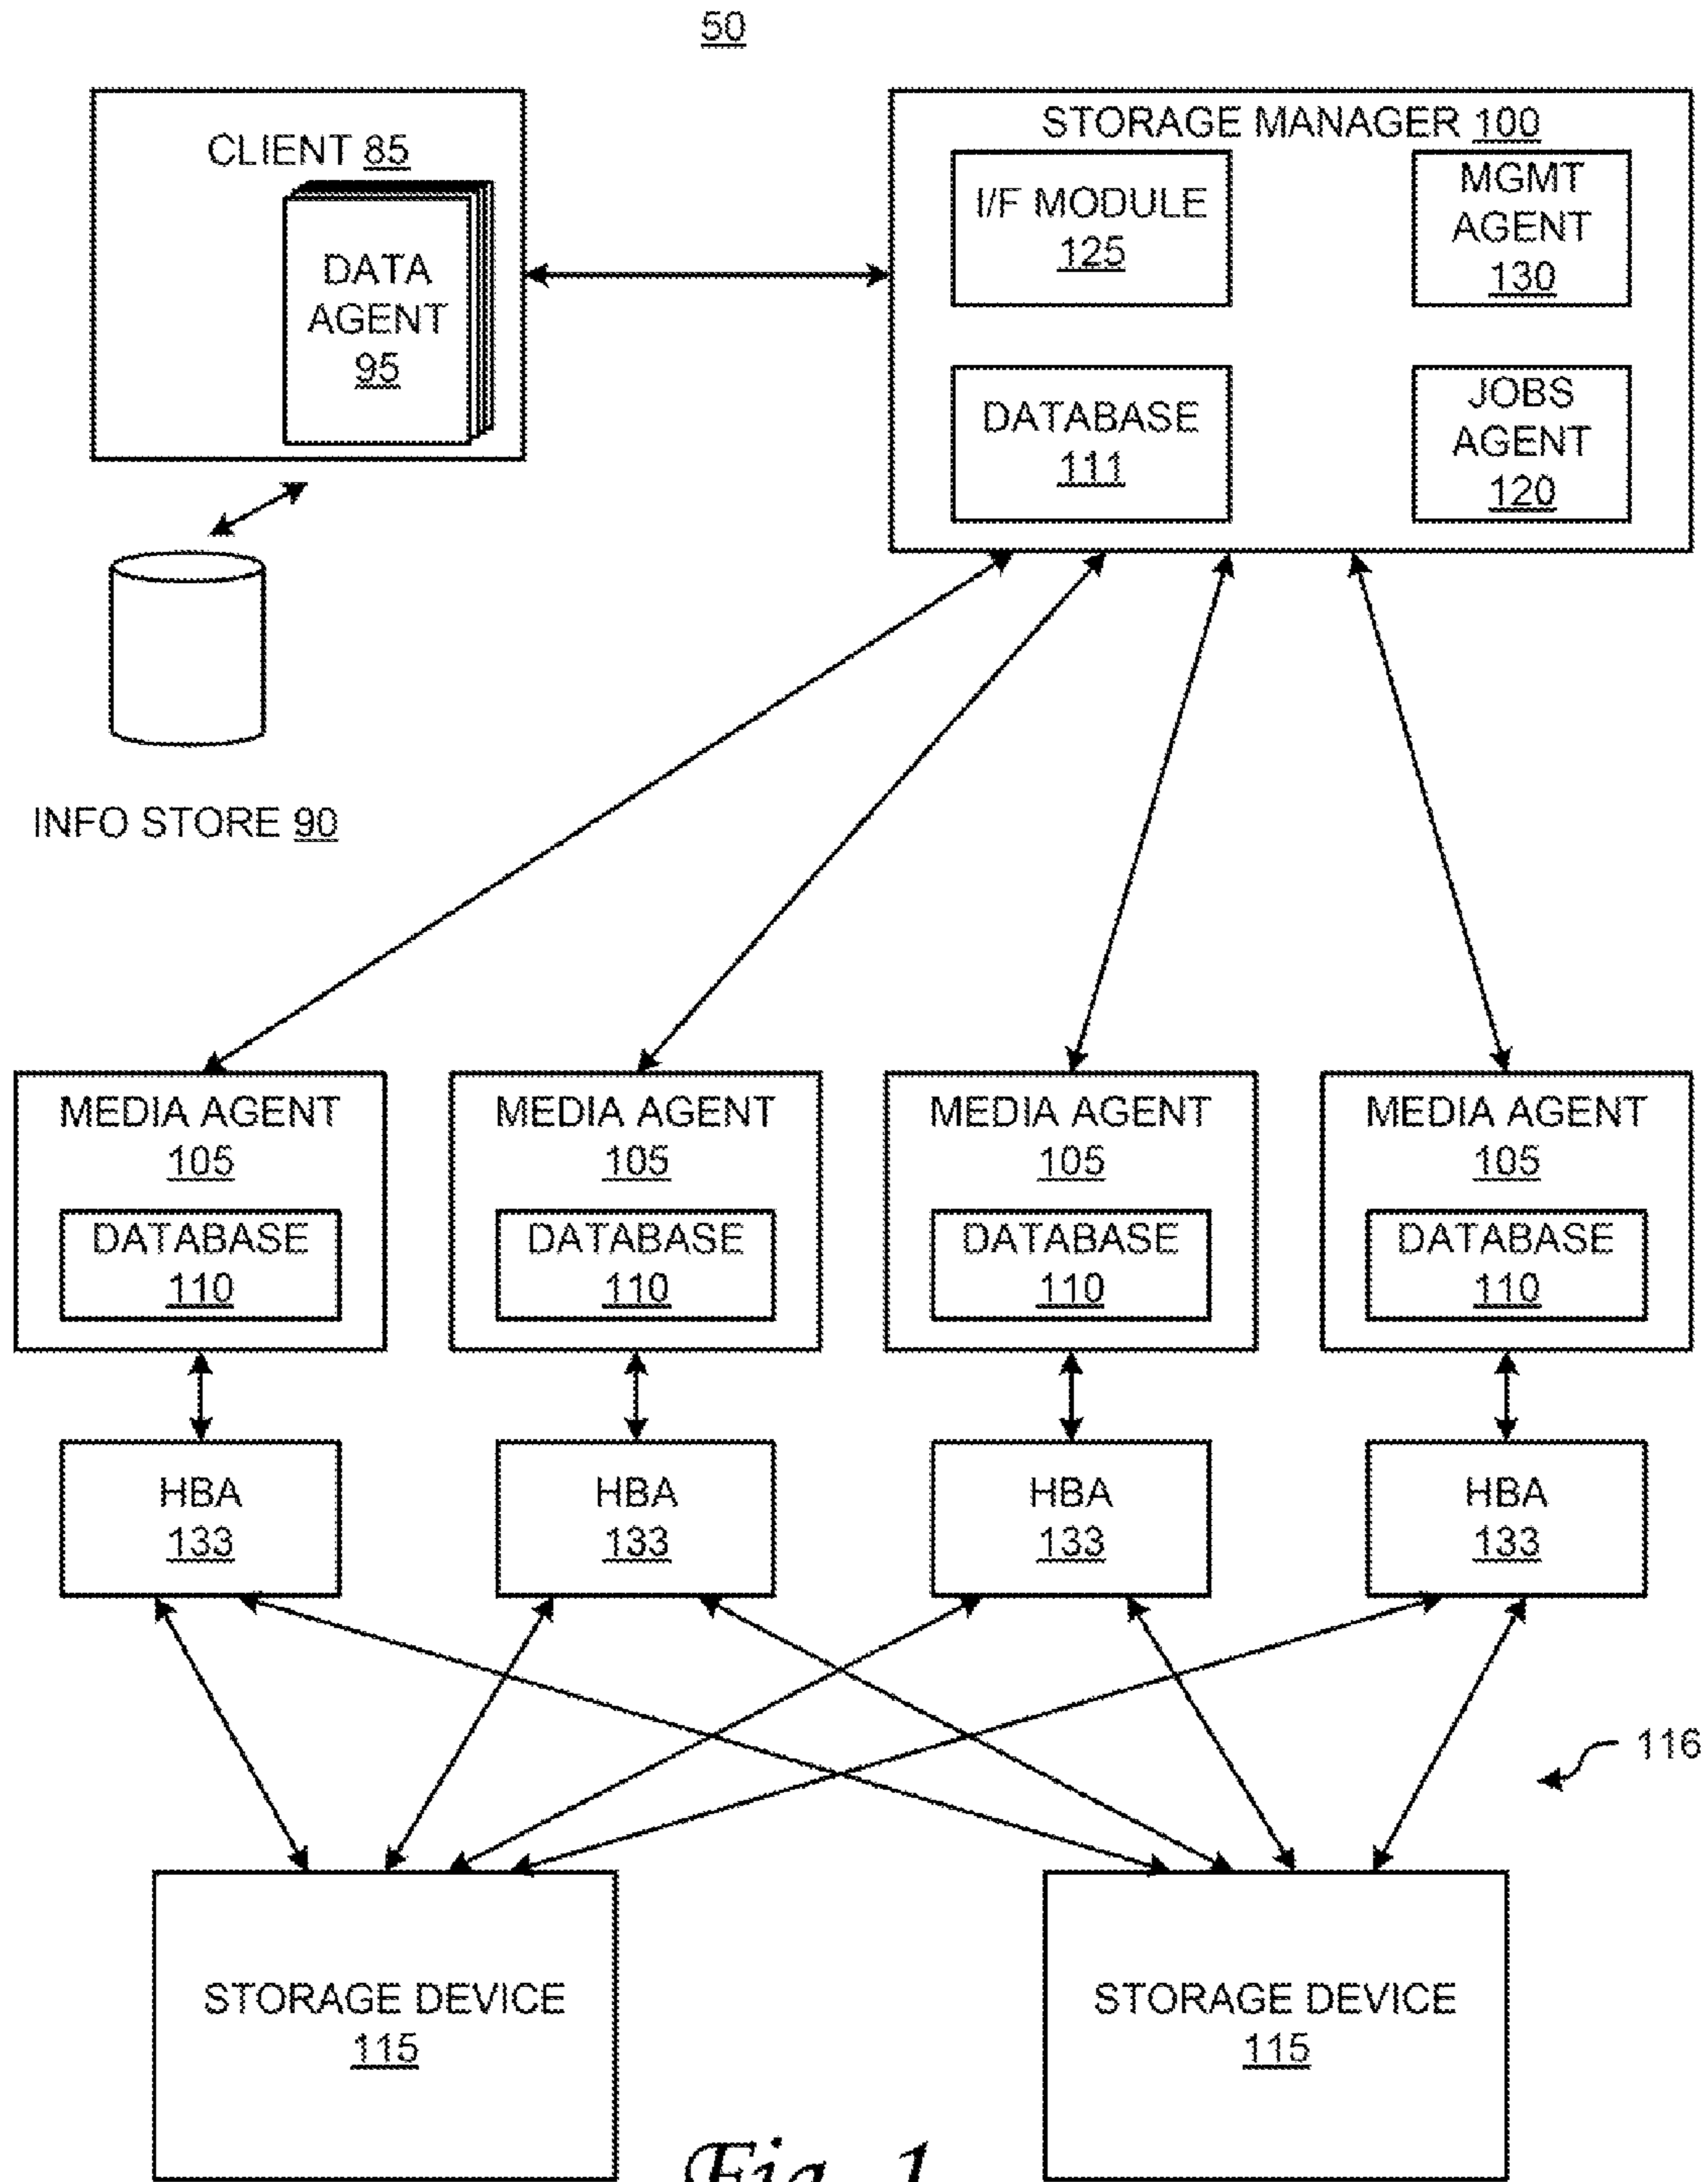 50
CLIENT 85
DATA
AGENT
95
STORAGE MANAGER 100
I/F MODULE
125
MGMT
AGENT
130
DATABASE
111
JOBS
AGENT
120
INFO STORE 90
MEDIA AGENT
105
DATABASE
110
MEDIA AGENT
105
DATABASE
110
MEDIA AGENT
105
DATABASE
110
MEDIA AGENT
105
DATABASE
110
HBA
133
HBA
133
HBA
133
HBA
133
116
STORAGE DEVICE
115
STORAGE DEVICE
115
Fig. 1